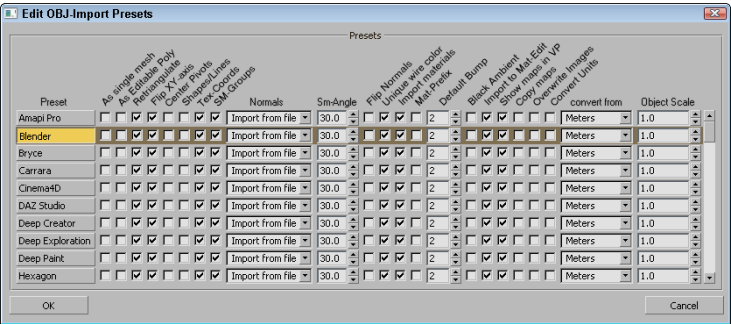 Edit OBJ-Import Presets
Presets
As single mesh
As Editable Poly
Retriangulate
Flip XY-axis
Center Pivots
Shapes/Lines
Tex-Coords
SM-Groups
Flip Normals
Unique wire color
Import materials
Mat-Prefix
Default Bump
Black Ambient
Import to Mat-Edit
Show maps in VP
Copy maps
Overwrite Images
Convert Units
Preset Normals Sm-Angle convert from Object Scale
Amapi Pro Import from file 30.0 2 Meters 1.0
Blender Import from file 30.0 2 Meters 1.0
Bryce Import from file 30.0 2 Meters 1.0
Carrara Import from file 30.0 2 Meters 1.0
Cinema4D Import from file 30.0 2 Meters 1.0
DAZ Studio Import from file 30.0 2 Meters 1.0
Deep Creator Import from file 30.0 2 Meters 1.0
Deep Exploration Import from file 30.0 2 Meters 1.0
Deep Paint Import from file 30.0 2 Meters 1.0
Hexagon Import from file 30.0 2 Meters 1.0
OK Cancel